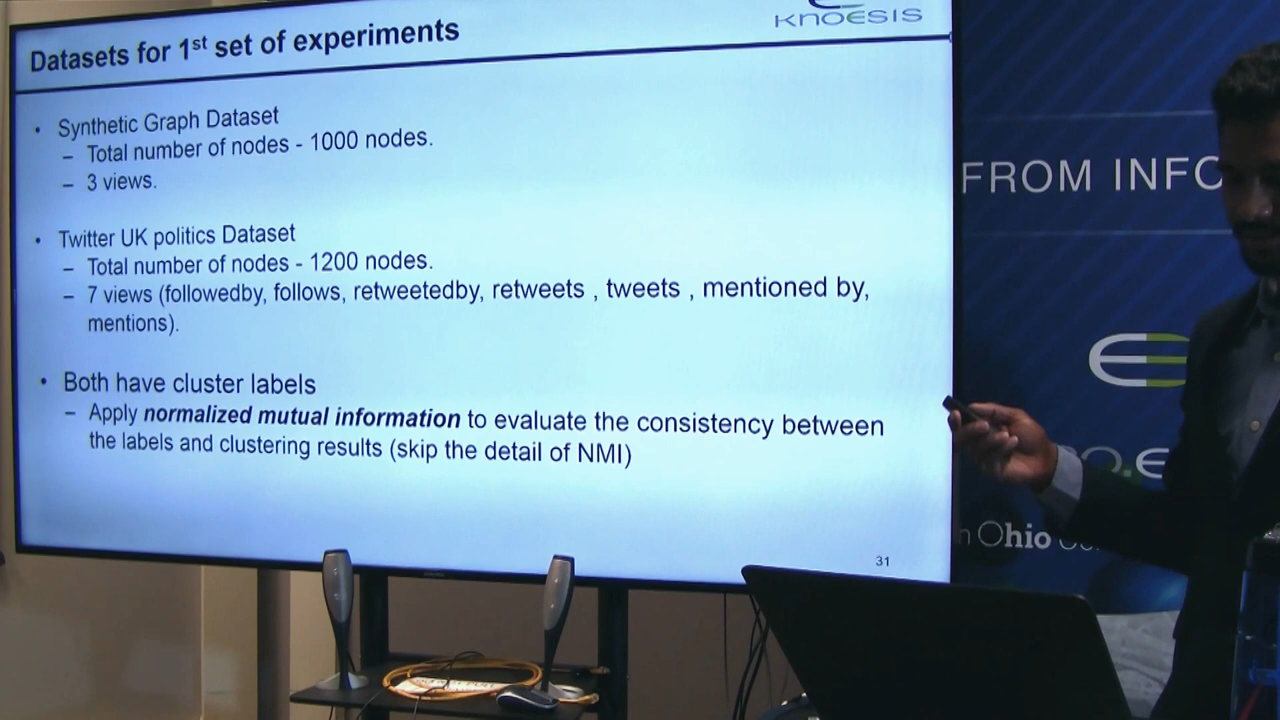 Datasets for 1st set of experiments
KNOESIS
• Synthetic Graph Dataset
– Total number of nodes - 1000 nodes.
– 3 views.
• Twitter UK politics Dataset
– Total number of nodes - 1200 nodes.
– 7 views (followedby, follows, retweetedby, retweets , tweets , mentioned by,
mentions).
• Both have cluster labels
– Apply normalized mutual information to evaluate the consistency between
the labels and clustering results (skip the detail of NMI)
31
FROM INFO
Ohio